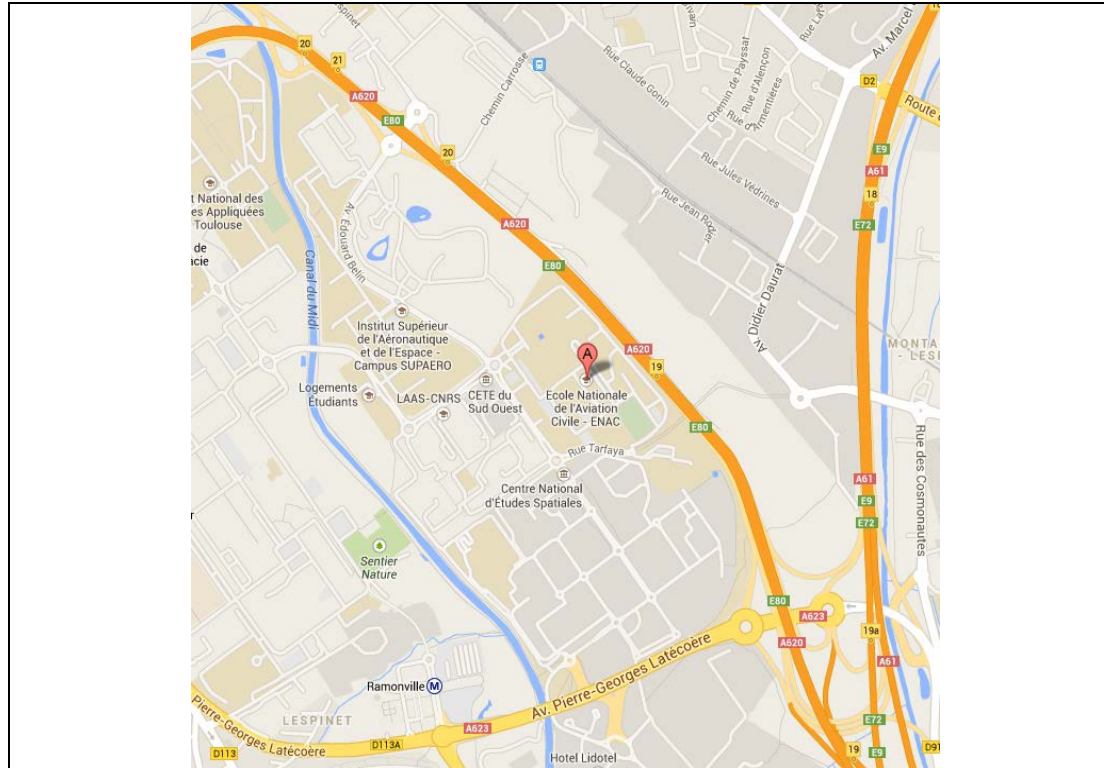 Lespinet
20
21
A620
E80
20
Chemin Carrosse
Rue Claude Gonin
Chemin de Payssat
Rue d'Alençon
Av. Marcel
D2
Route
Rue Jules Védrines
Rue Jean Rodier
E9
A61
18
E72
t National des
es Appliquées
Toulouse
de
acie
Av. Édouard Belin
Canal du Midi
A620
E80
Av. Didier Daurat
MONTA
- LESP
Institut Supérieur
de l'Aéronautique
et de l'Espace -
Campus SUPAERO
A
A620
19
Logements
Étudiants
LAAS-CNRS
CETE du
Sud Ouest
Ecole Nationale
de l'Aviation
Civile - ENAC
E80
Rue Tarfaya
Rue des Cosmonautes
Centre National
d'Études Spatiales
A61
E9
E72
Sentier
Nature
E80
A623
A620
19a
A61
Ramonville
M
Av. Pierre-Georges Latécoère
LESPINET
A623
Pierre-Georges Latécoère
D113
D113A
E72
19
E9
D91
Hotel Lidotel